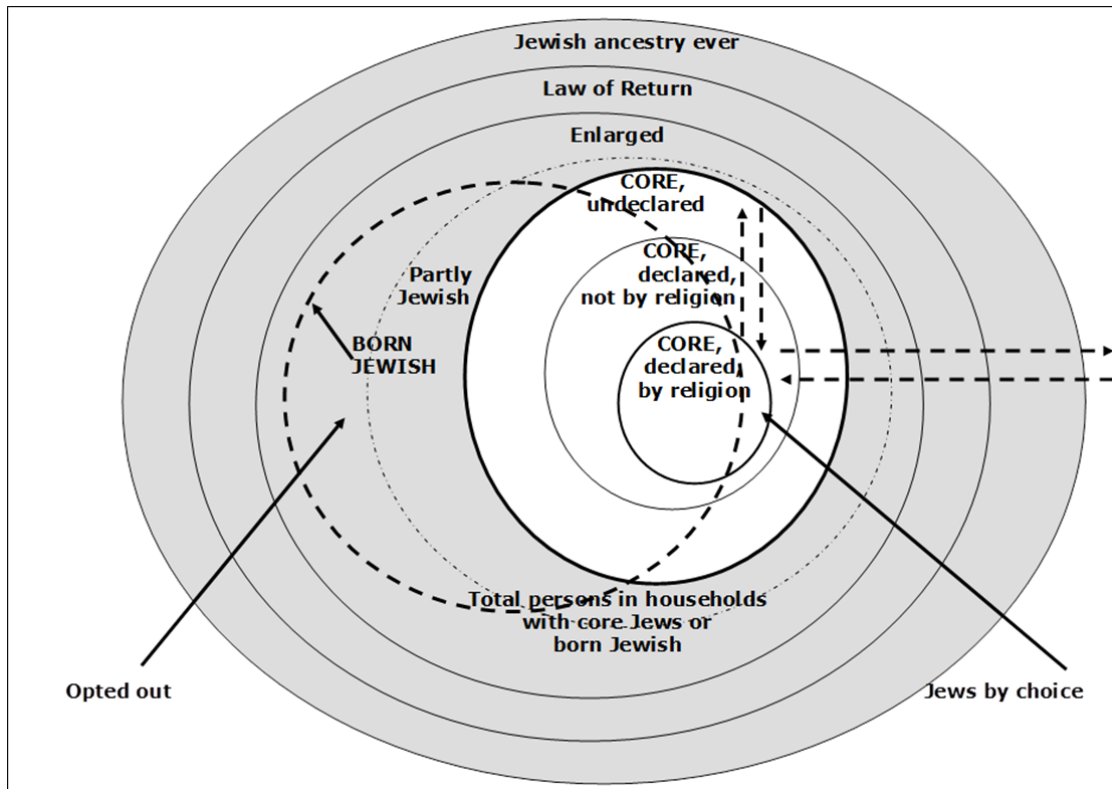 Jewish ancestry ever
Law of Return
Enlarged
CORE,
undeclared
CORE,
declared,
not by religion
Partly
Jewish
BORN
JEWISH
CORE,
declared,
by religion
Total persons in households
with core Jews or
born Jewish
Opted out
Jews by choice